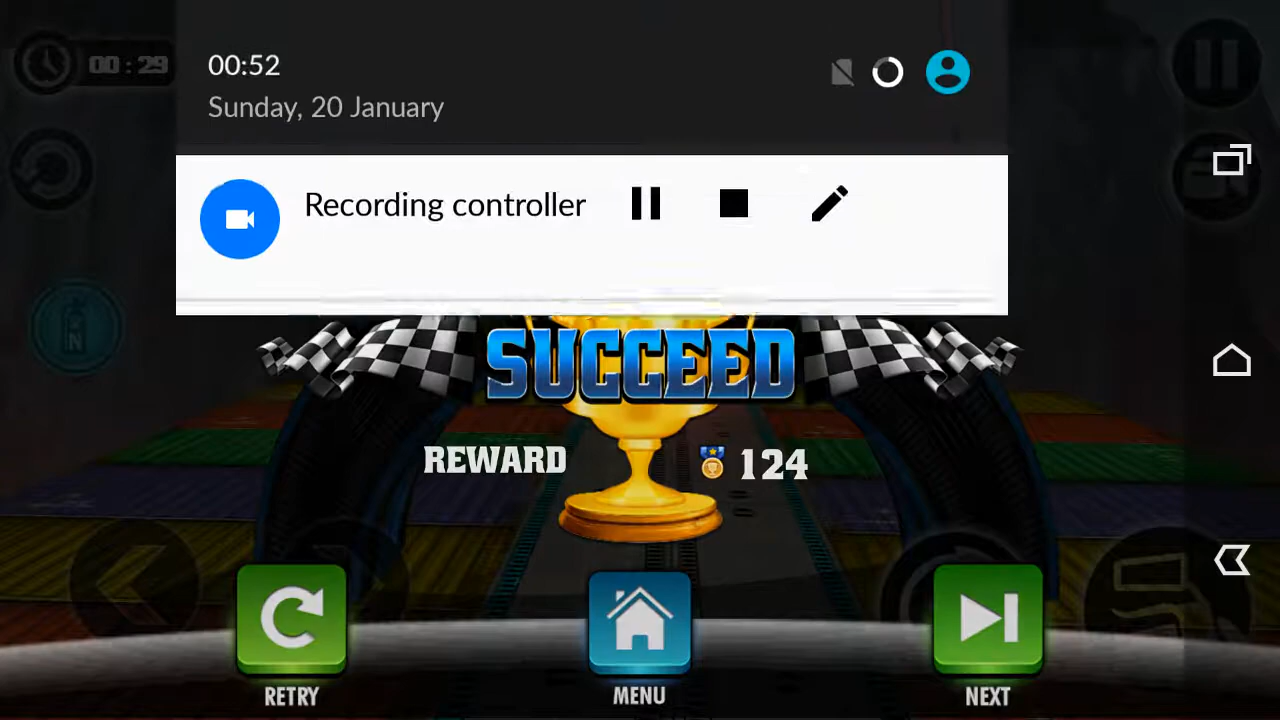 00:52
00 : 29
Sunday, 20 January
Recording controller
N
SUCCEED
REWARD
124
RETRY
MENU
NEXT